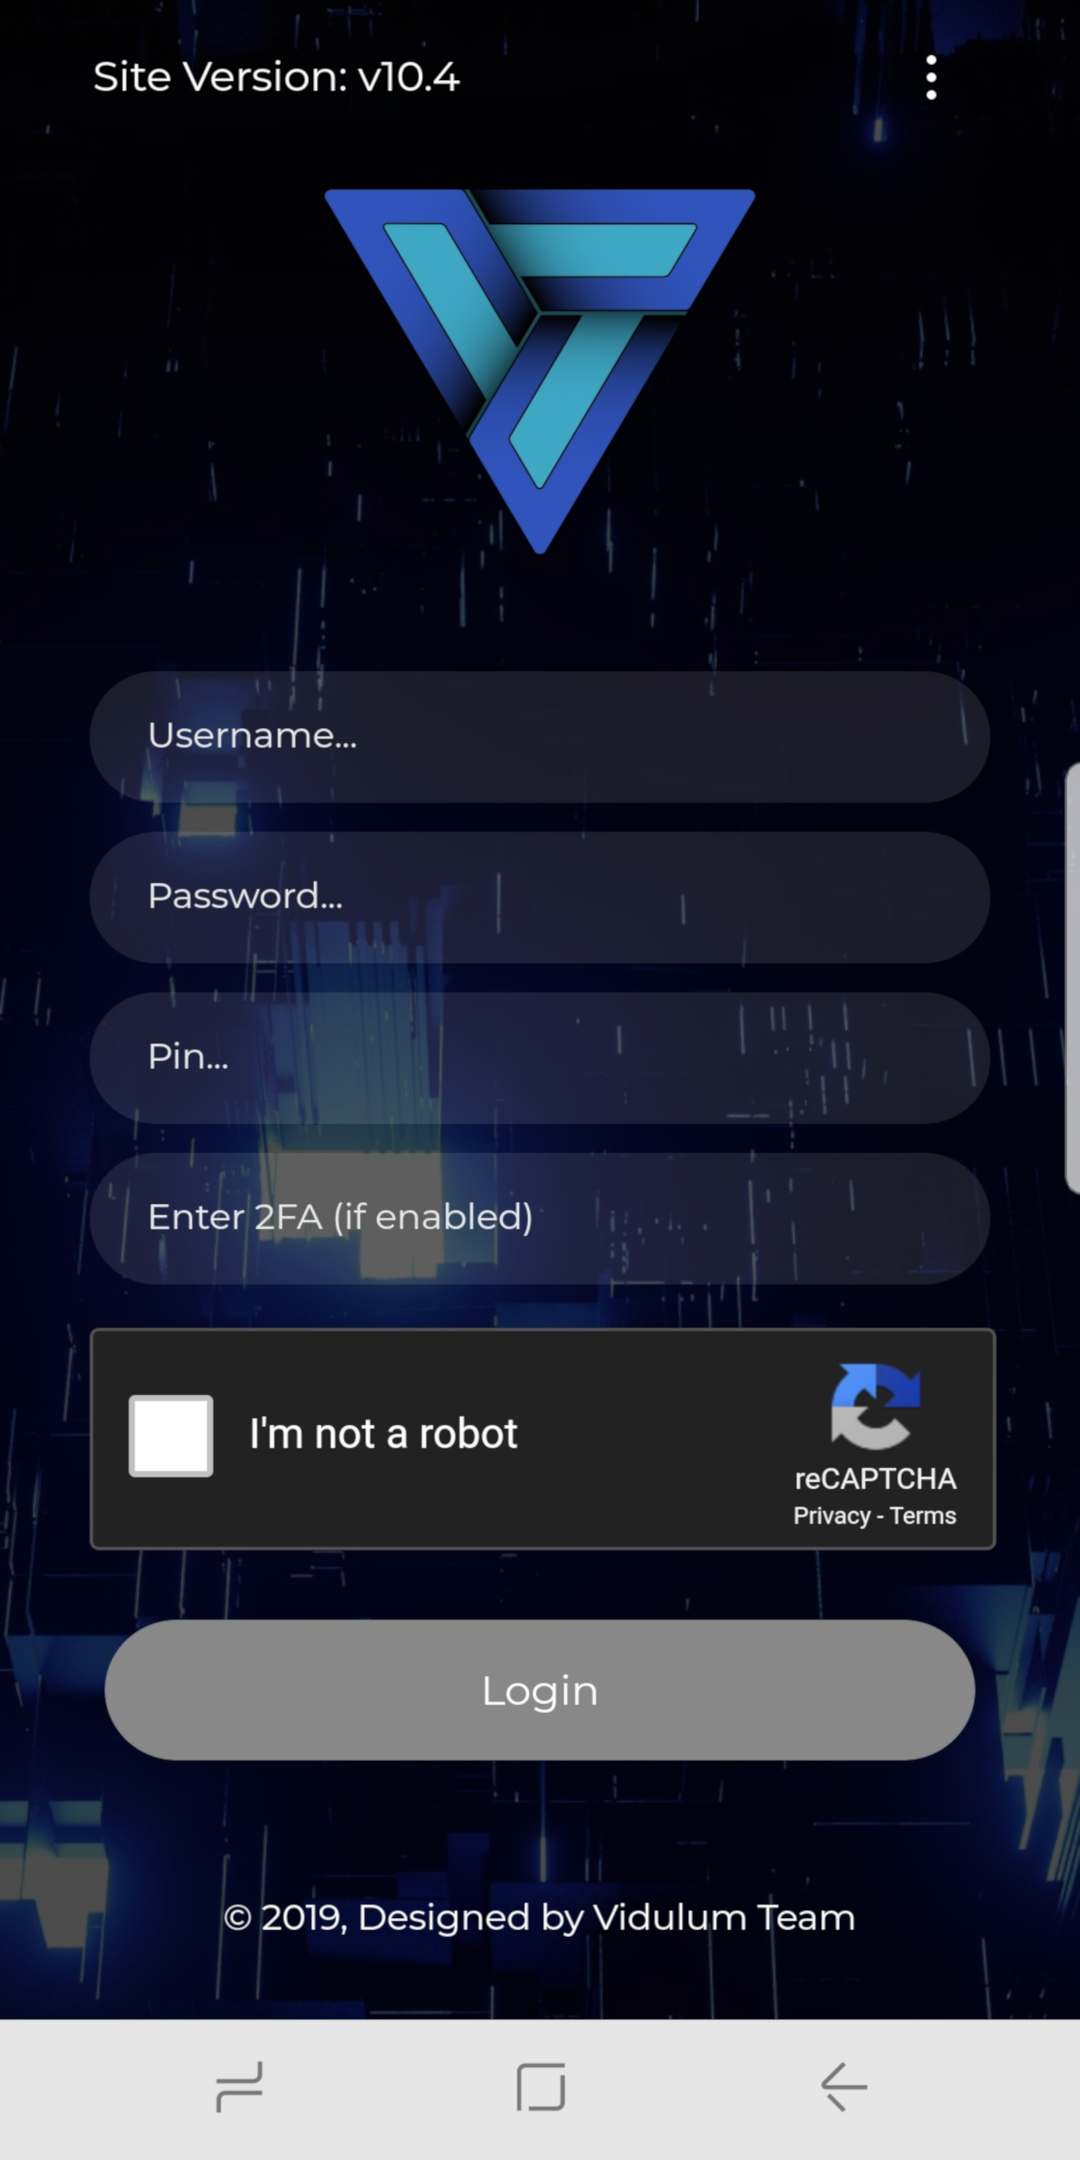 Site Version: v10.4
Username...
Password...
Pin...
Enter 2FA (if enabled)
I'm not a robot
reCAPTCHA
Privacy - Terms
Login
© 2019, Designed by Vidulum Team